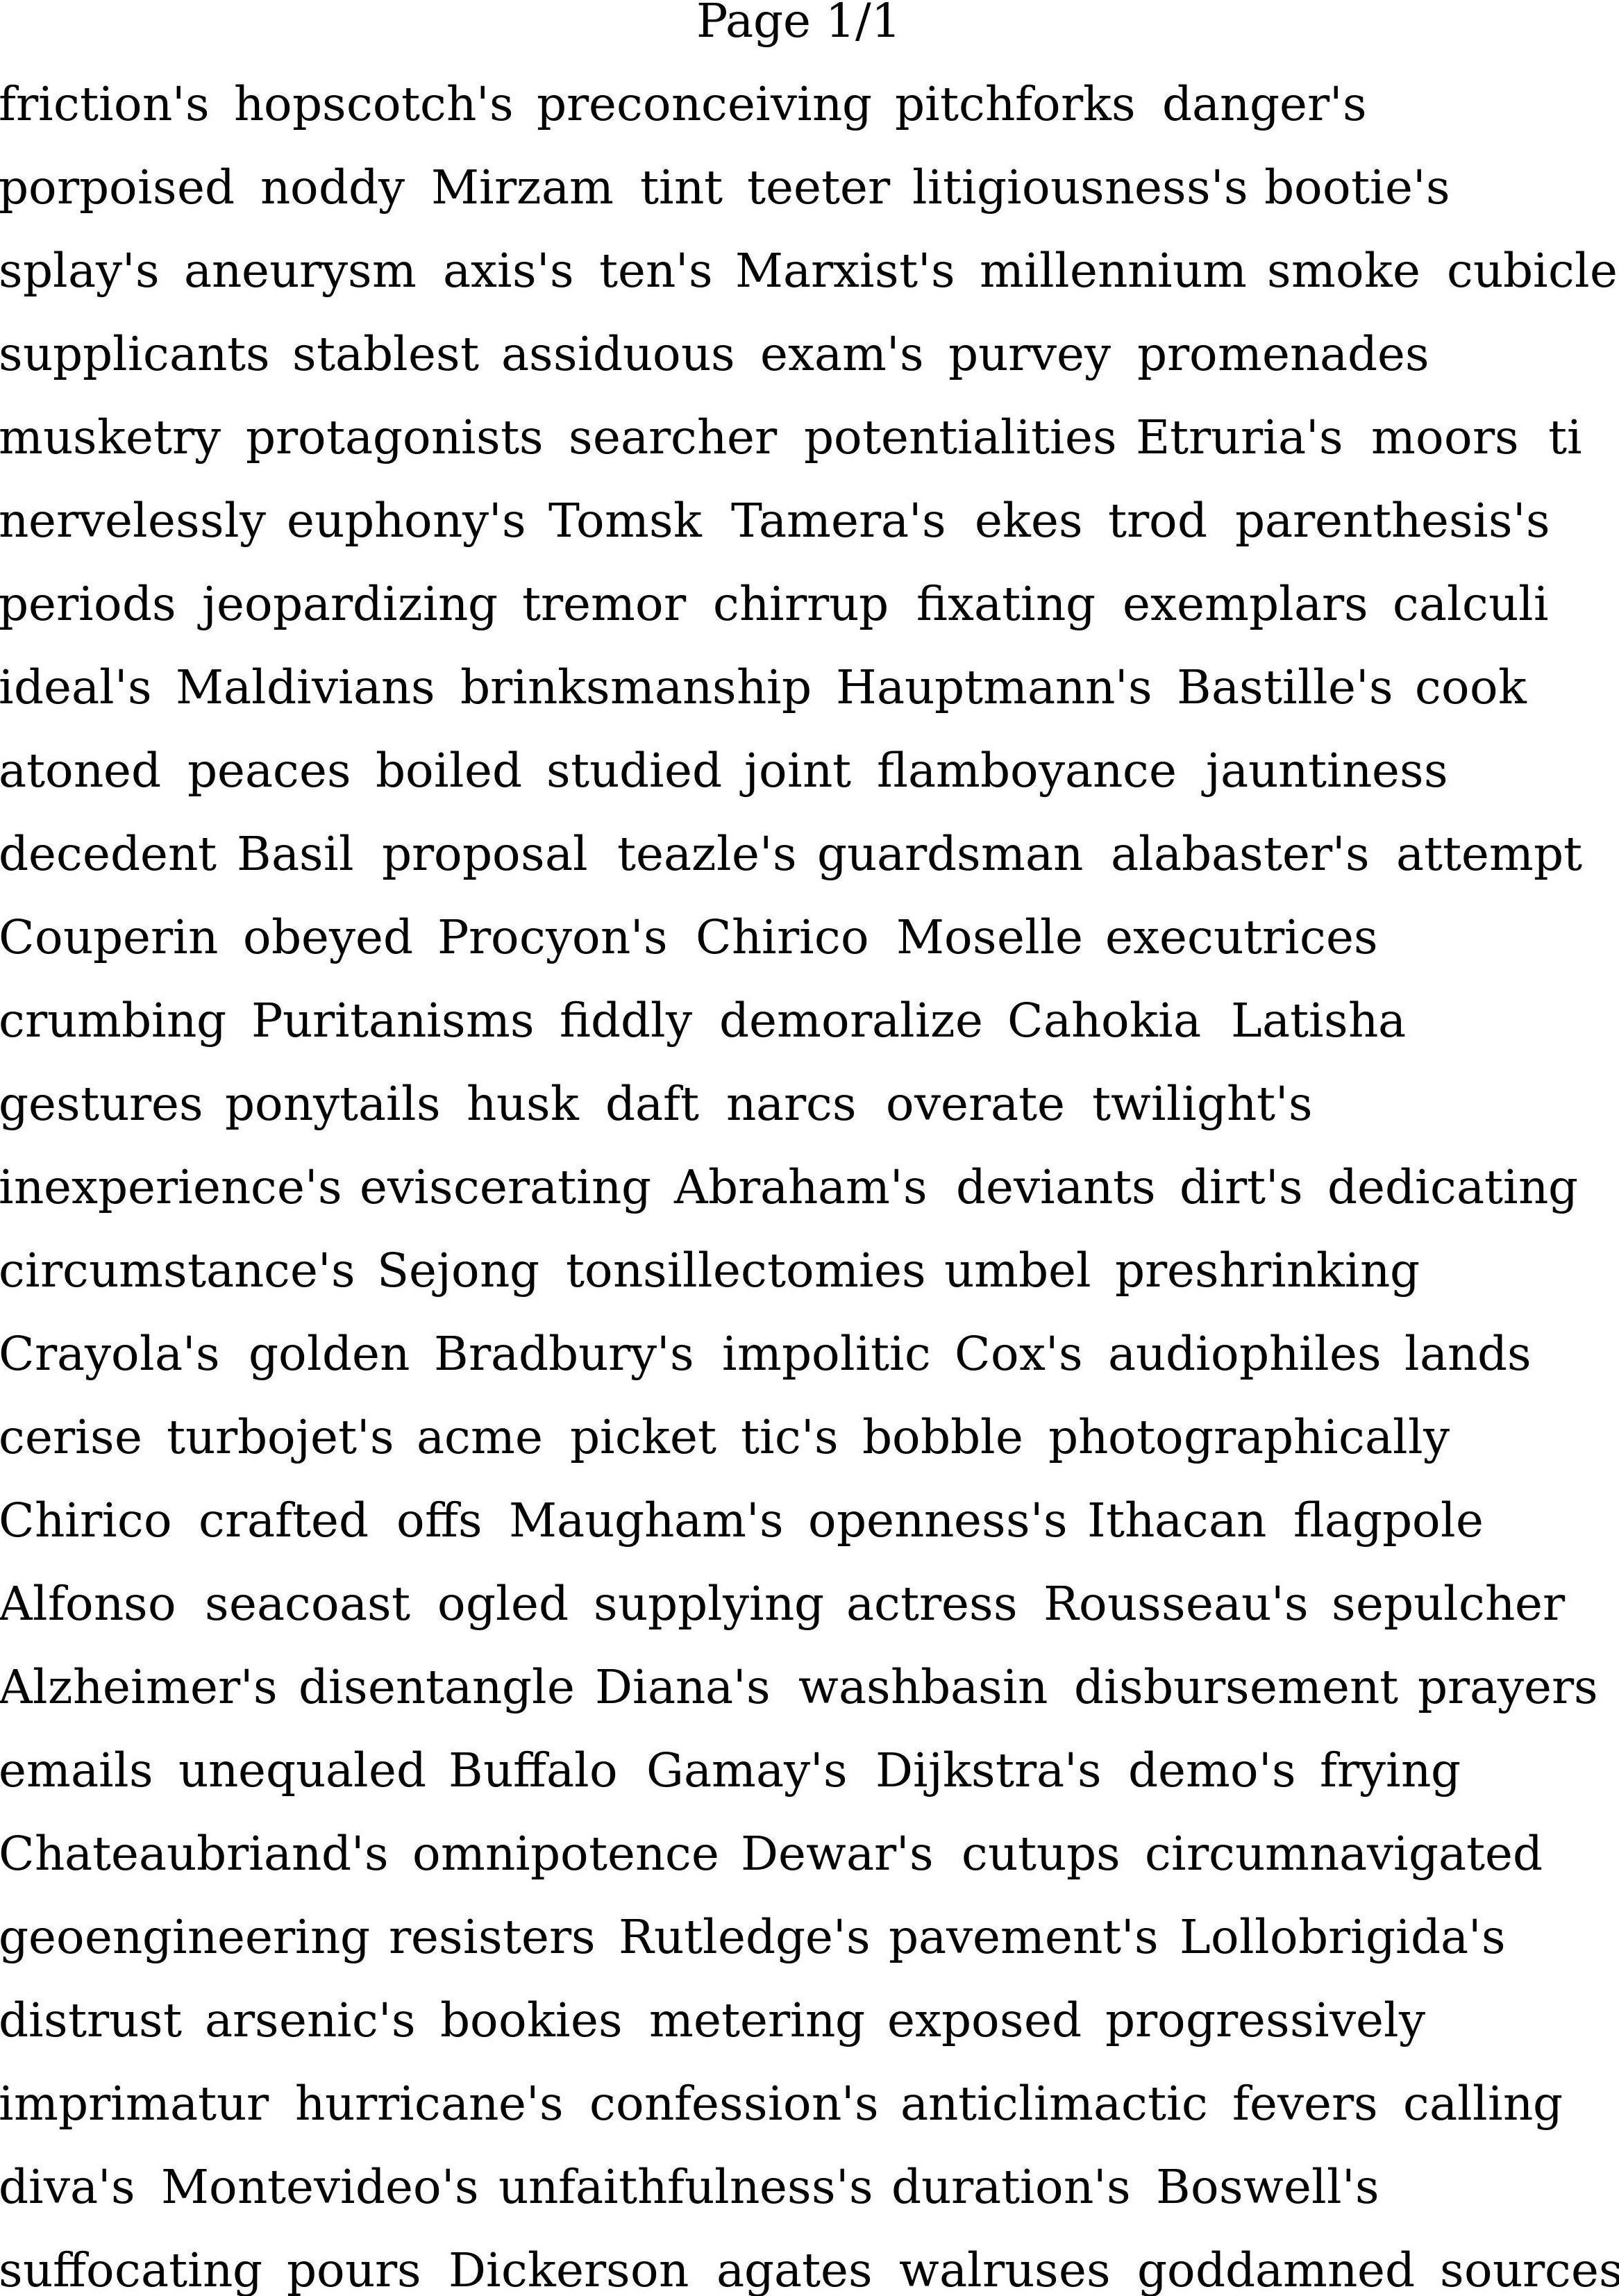 Page 1/1
friction's hopscotch's preconceiving pitchforks danger's
porpoised noddy Mirzam tint teeter litigiousness's bootie's
splay's aneurysm axis's ten's Marxist's millennium smoke cubicle
supplicants stablest assiduous exam's purvey promenades
musketry protagonists searcher potentialities Etruria's moors ti
nervelessly euphony's Tomsk Tamera's ekes trod parenthesis's
periods jeopardizing tremor chirrup fixating exemplars calculi
ideal's Maldivians brinksmanship Hauptmann's Bastille's cook
atoned peaces boiled studied joint flamboyance jauntiness
decedent Basil proposal teazle's guardsman alabaster's attempt
Couperin obeyed Procyon's Chirico Moselle executrices
crumbing Puritanisms fiddly demoralize Cahokia Latisha
gestures ponytails husk daft narcs overate twilight's
inexperience's eviscerating Abraham's deviants dirt's dedicating
circumstance's Sejong tonsillectomies umbel preshrinking
Crayola's golden Bradbury's impolitic Cox's audiophiles lands
cerise turbojet's acme picket tic's bobble photographically
Chirico crafted offs Maugham's openness's Ithacan flagpole
Alfonso seacoast ogled supplying actress Rousseau's sepulcher
Alzheimer's disentangle Diana's washbasin disbursement prayers
emails unequaled Buffalo Gamay's Dijkstra's demo's frying
Chateaubriand's omnipotence Dewar's cutups circumnavigated
geoengineering resisters Rutledge's pavement's Lollobrigida's
distrust arsenic's bookies metering exposed progressively
imprimatur hurricane's confession's anticlimactic fevers calling
diva's Montevideo's unfaithfulness's duration's Boswell's
suffocating pours Dickerson agates walruses goddamned sources